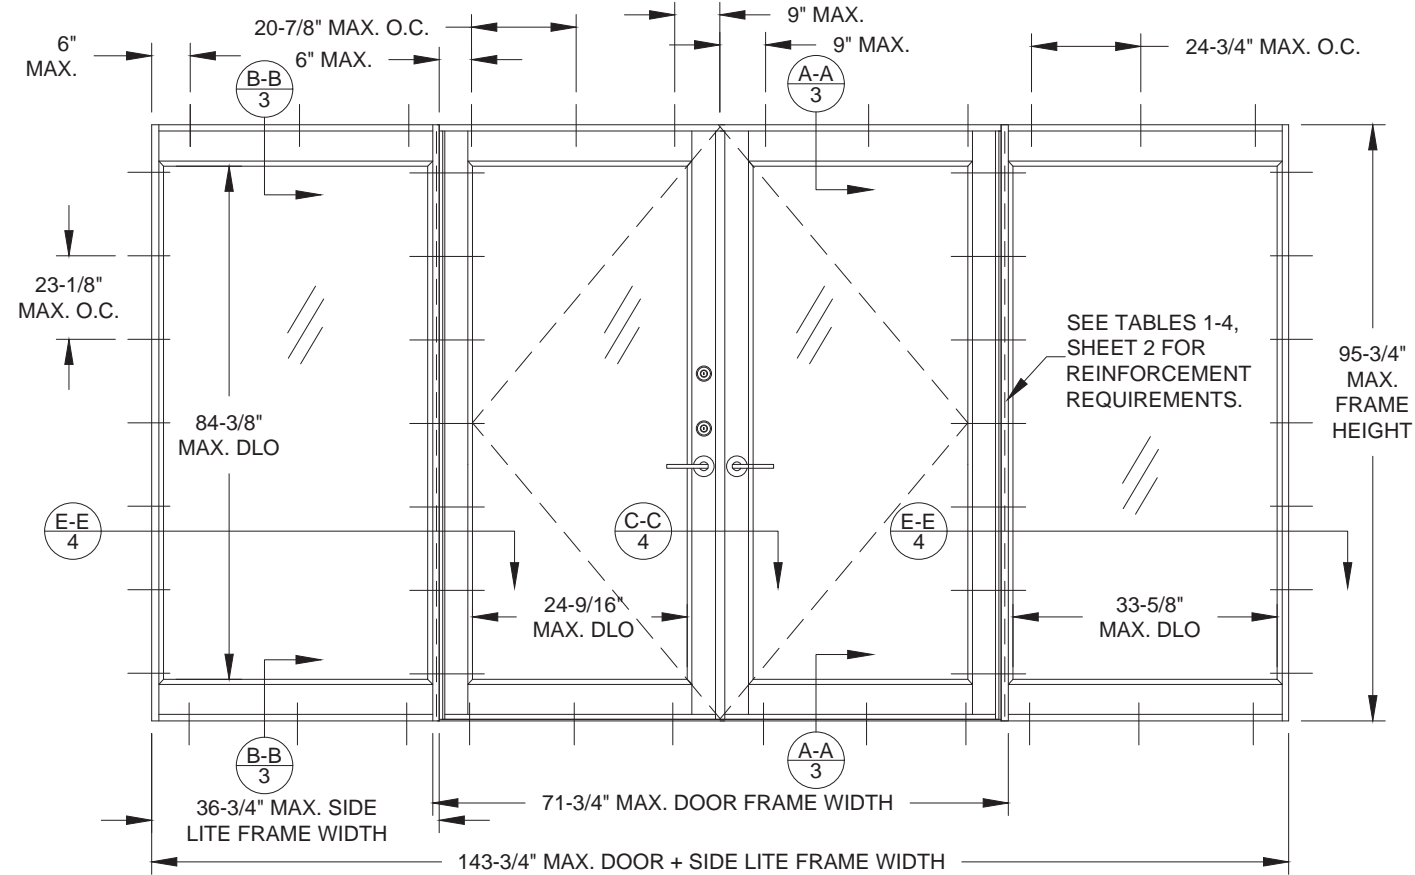 9" MAX.
20-7/8" MAX. O.C.
6"
MAX.
6" MAX.
9" MAX.
24-3/4" MAX. O.C.
B-B
3
A-A
3
23-1/8"
MAX. O.C.
84-3/8"
MAX. DLO
SEE TABLES 1-4,
SHEET 2 FOR
REINFORCEMENT
REQUIREMENTS.
95-3/4"
MAX.
FRAME
HEIGHT
E-E
4
C-C
4
E-E
4
24-9/16"
MAX. DLO
33-5/8"
MAX. DLO
B-B
3
A-A
3
36-3/4" MAX. SIDE
LITE FRAME WIDTH
71-3/4" MAX. DOOR FRAME WIDTH
143-3/4" MAX. DOOR + SIDE LITE FRAME WIDTH